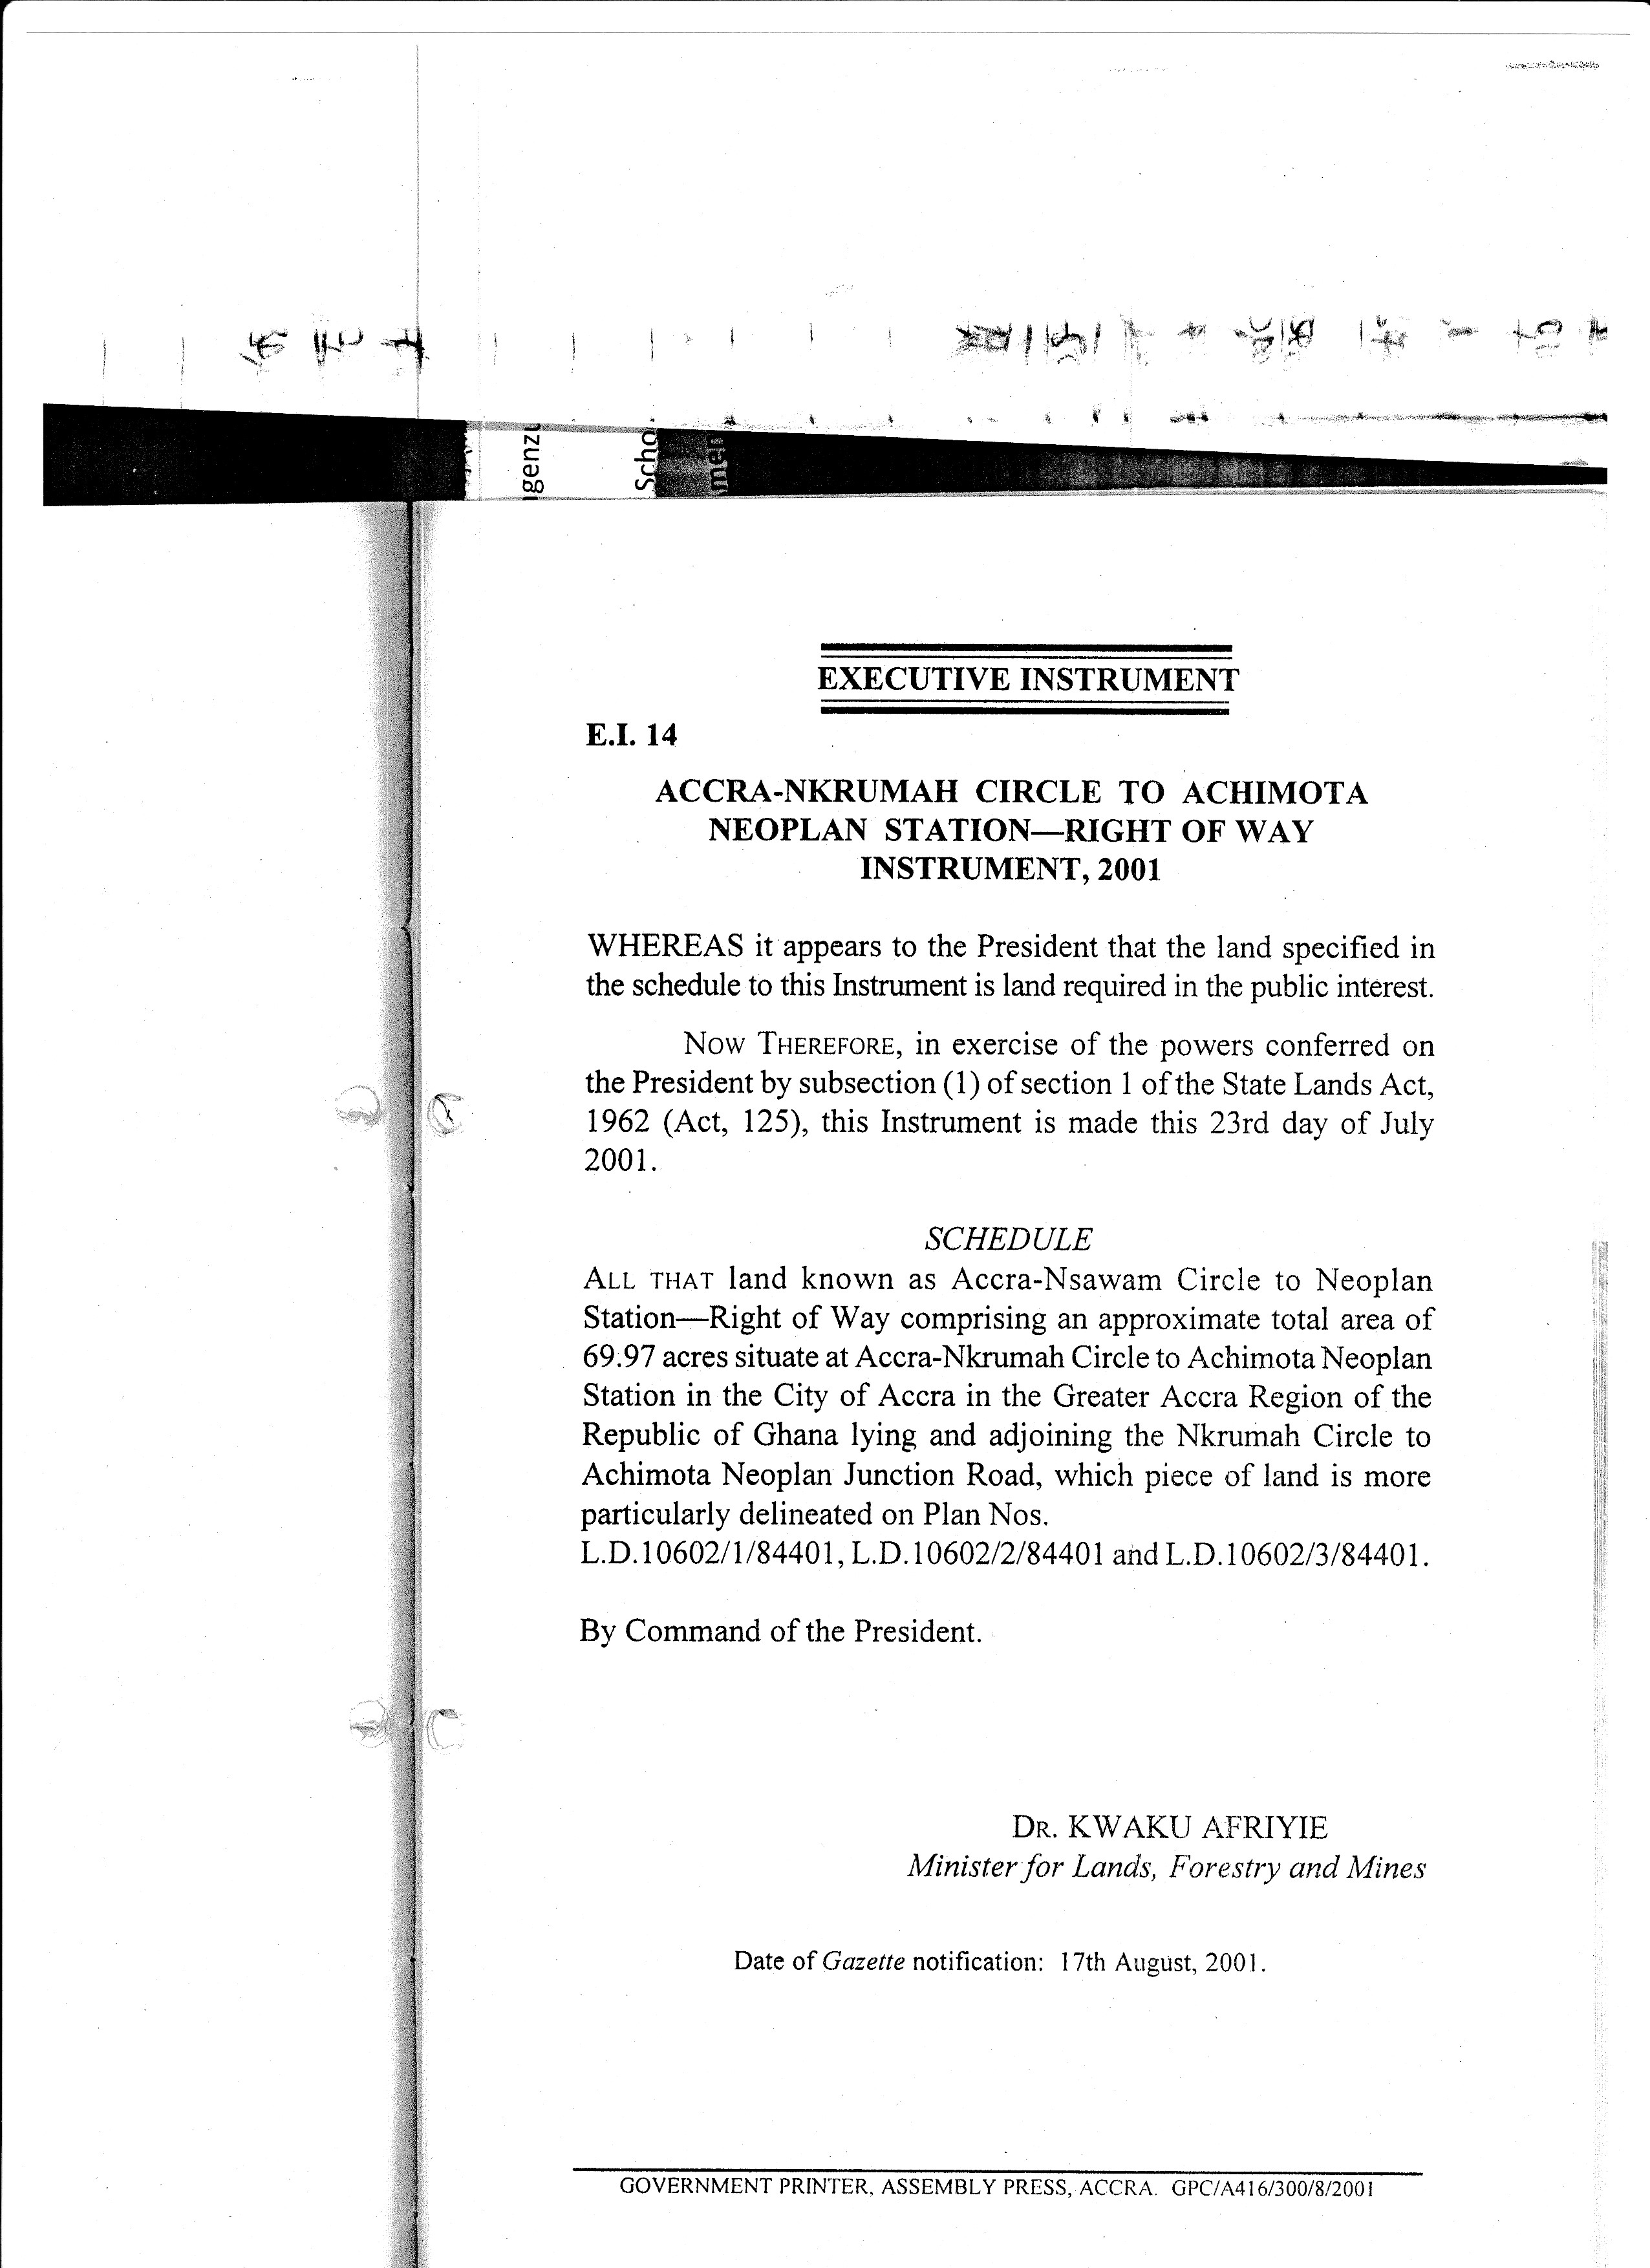 genzu
Scho
men
EXECUTIVE INSTRUMENT
E.I. 14
ACCRA-NKRUMAH CIRCLE TO ACHIMOTA
NEOPLAN STATION—RIGHT OF WAY
INSTRUMENT, 2001
WHEREAS it appears to the President that the land specified in
the schedule to this Instrument is land required in the public interest.
NOW THEREFORE, in exercise of the powers conferred on
the President by subsection (1) of section 1 of the State Lands Act,
1962 (Act, 125), this Instrument is made this 23rd day of July
2001.
SCHEDULE
ALL THAT land known as Accra-Nsawam Circle to Neoplan
Station—Right of Way comprising an approximate total area of
69.97 acres situate at Accra-Nkrumah Circle to Achimota Neoplan
Station in the City of Accra in the Greater Accra Region of the
Republic of Ghana lying and adjoining the Nkrumah Circle to
Achimota Neoplan Junction Road, which piece of land is more
particularly delineated on Plan Nos.
L.D.10602/1/84401, L.D.10602/2/84401 and L.D.10602/3/84401.
By Command of the President.
DR. KWAKU AFRIYIE
Minister for Lands, Forestry and Mines
Date of Gazette notification: 17th August, 2001.
GOVERNMENT PRINTER, ASSEMBLY PRESS, ACCRA. GPC/A416/300/8/2001